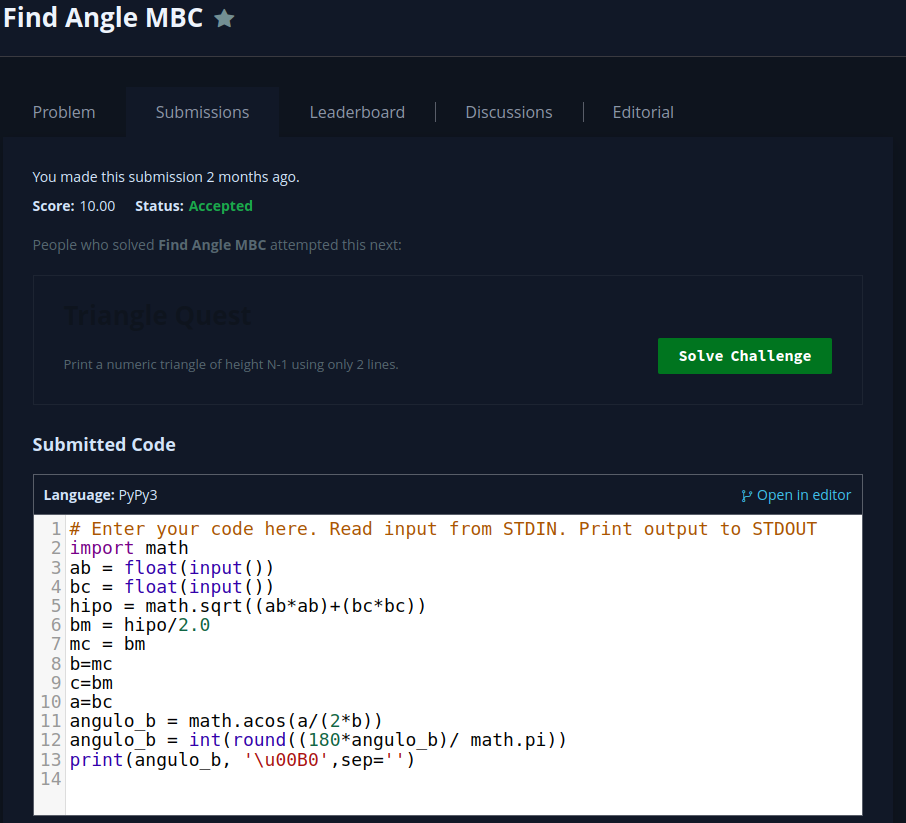 Find Angle MBC
Problem
Submissions
Leaderboard
Discussions
Editorial
You made this submission 2 months ago.
Score: 10.00 Status: Accepted
People who solved Find Angle MBC attempted this next:
Triangle Quest
Print a numeric triangle of height N-1 using only 2 lines.
Solve Challenge
Submitted Code
Language: PyPy3
Open in editor
1 # Enter your code here. Read input from STDIN. Print output to STDOUT
2 import math
3 ab = float(input())
4 bc = float(input())
5 hipo = math.sqrt((ab*ab)+(bc*bc))
6 bm = hipo/2.0
7 mc = bm
8 b=mc
9 c=bm
10 a=bc
11 angulo_b = math.acos(a/(2*b))
12 angulo_b = int(round((180*angulo_b)/ math.pi))
13 print(angulo_b, '\u00B0',sep='')
14